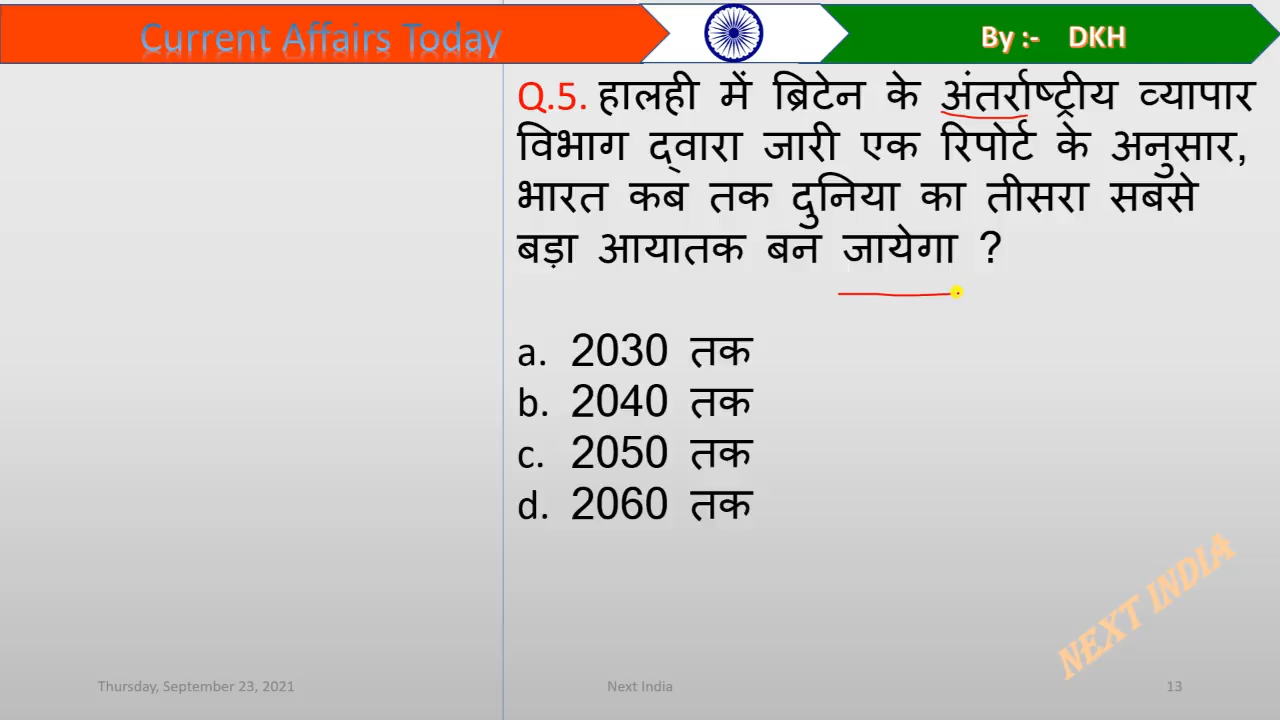 Current Affairs Today
By :- DKH
Q.5. हालही में ब्रिटेन के अंतर्राष्ट्रीय व्यापार
विभाग द्वारा जारी एक रिपोर्ट के अनुसार,
भारत कब तक दुनिया का तीसरा सबसे
बड़ा आयातक बन जायेगा ?
a. 2030 तक
b. 2040 तक
c. 2050 तक
d. 2060 तक
NEXT INDIA
Thursday, September 23, 2021
Next India
13